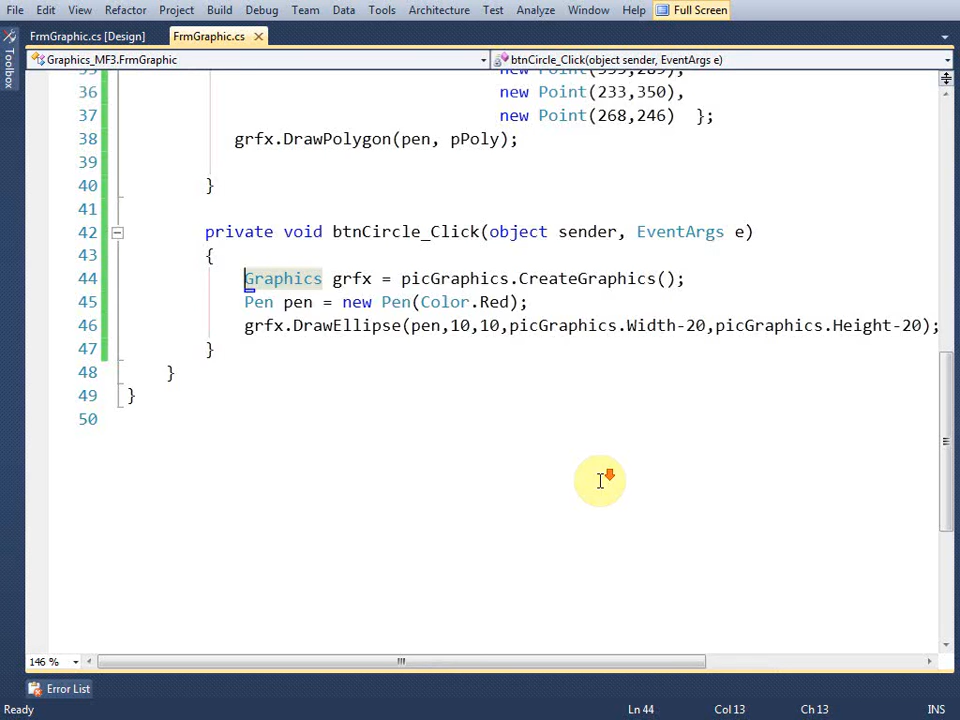 File Edit View Refactor Project Build Debug Team Data Tools Architecture Test Analyze Window Help Full Screen
FrmGraphic.cs [Design] FrmGraphic.cs
Toolbox
Graphics_MF3.FrmGraphic btnCircle_Click(object sender, EventArgs e)
36 new Point(233,350),
37 new Point(268,246) };
38 grfx.DrawPolygon(pen, pPoly);
39
40 }
41
42 private void btnCircle_Click(object sender, EventArgs e)
43 {
44 Graphics grfx = picGraphics.CreateGraphics();
45 Pen pen = new Pen(Color.Red);
46 grfx.DrawEllipse(pen,10,10,picGraphics.Width-20,picGraphics.Height-20);
47 }
48 }
49 }
50
146 %
Error List
Ready Ln 44 Col 13 Ch 13 INS